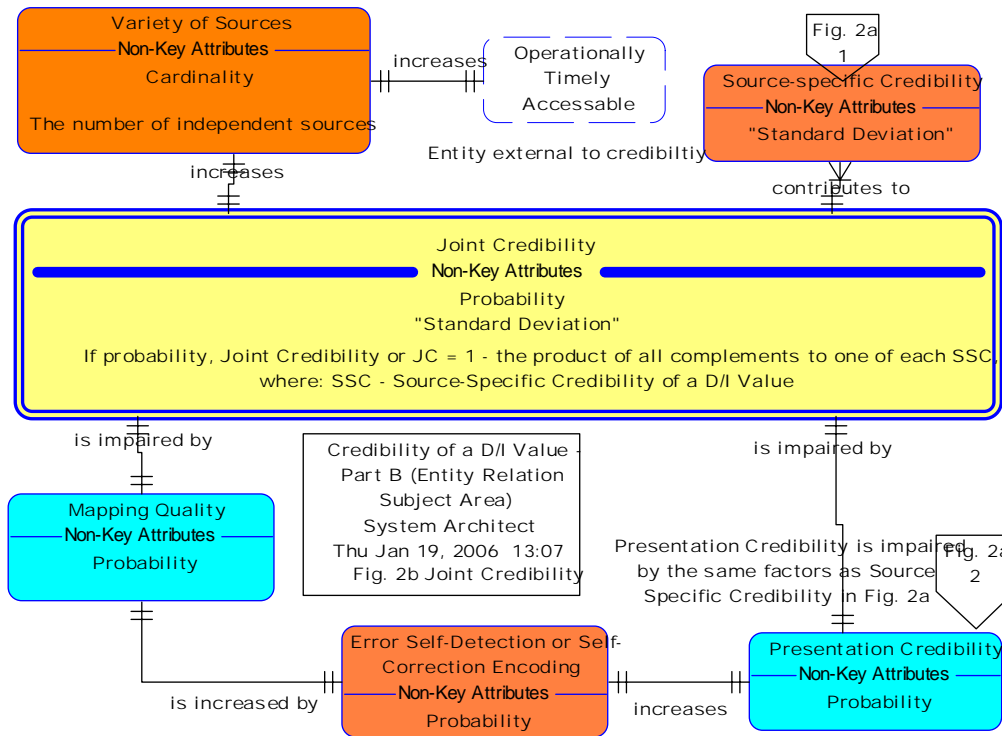 Variety of Sources
Non-Key Attributes
Cardinality
The number of independent sources
increases
Operationally
Timely
Accessable
Entity external to credibiltiy
Fig. 2a
1
Source-specific Credibility
Non-Key Attributes
"Standard Deviation"
increases
contributes to
Joint Credibility
Non-Key Attributes
Probability
"Standard Deviation"
If probability, Joint Credibility or JC = 1 - the product of all complements to one of each SSC,
where: SSC - Source-Specific Credibility of a D/I Value
is impaired by
is impaired by
Credibility of a D/I Value -
Part B (Entity Relation
Subject Area)
System Architect
Thu Jan 19, 2006 13:07
Fig. 2b Joint Credibility
Mapping Quality
Non-Key Attributes
Probability
Presentation Credibility is impaired
by the same factors as Source
Specific Credibility in Fig. 2a
Fig. 2a
2
Error Self-Detection or Self-
Correction Encoding
Non-Key Attributes
Probability
is increased by
increases
Presentation Credibility
Non-Key Attributes
Probability